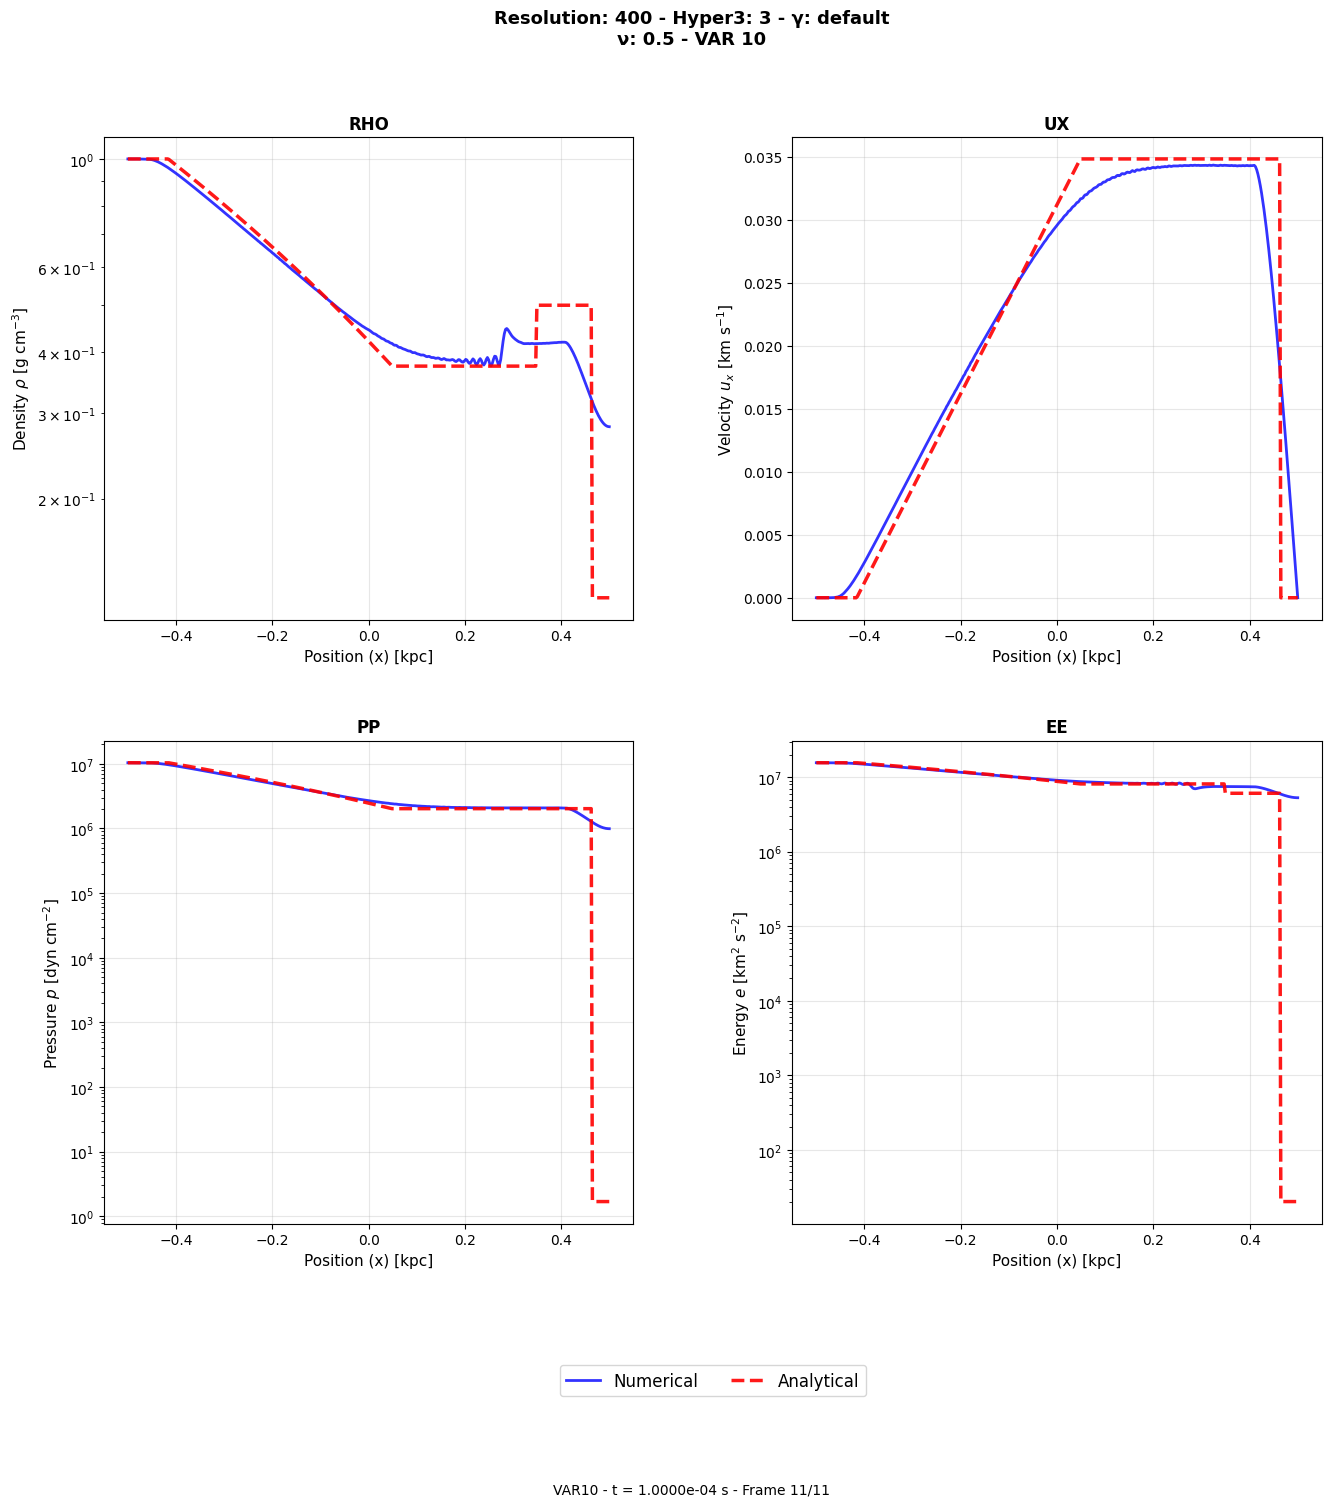 Resolution: 400 - Hyper3: 3 - γ: default
ν: 0.5 - VAR 10
RHO
10⁰
6 × 10⁻¹
4 × 10⁻¹
3 × 10⁻¹
2 × 10⁻¹
Density ρ [g cm⁻³]
−0.4 −0.2 0.0 0.2 0.4
Position (x) [kpc]
UX
0.035
0.030
0.025
0.020
0.015
0.010
0.005
0.000
Velocity uₓ [km s⁻¹]
−0.4 −0.2 0.0 0.2 0.4
Position (x) [kpc]
PP
10⁷
10⁶
10⁵
10⁴
10³
10²
10¹
10⁰
Pressure p [dyn cm⁻²]
−0.4 −0.2 0.0 0.2 0.4
Position (x) [kpc]
EE
10⁷
10⁶
10⁵
10⁴
10³
10²
Energy e [km² s⁻²]
−0.4 −0.2 0.0 0.2 0.4
Position (x) [kpc]
Numerical Analytical
VAR10 - t = 1.0000e-04 s - Frame 11/11